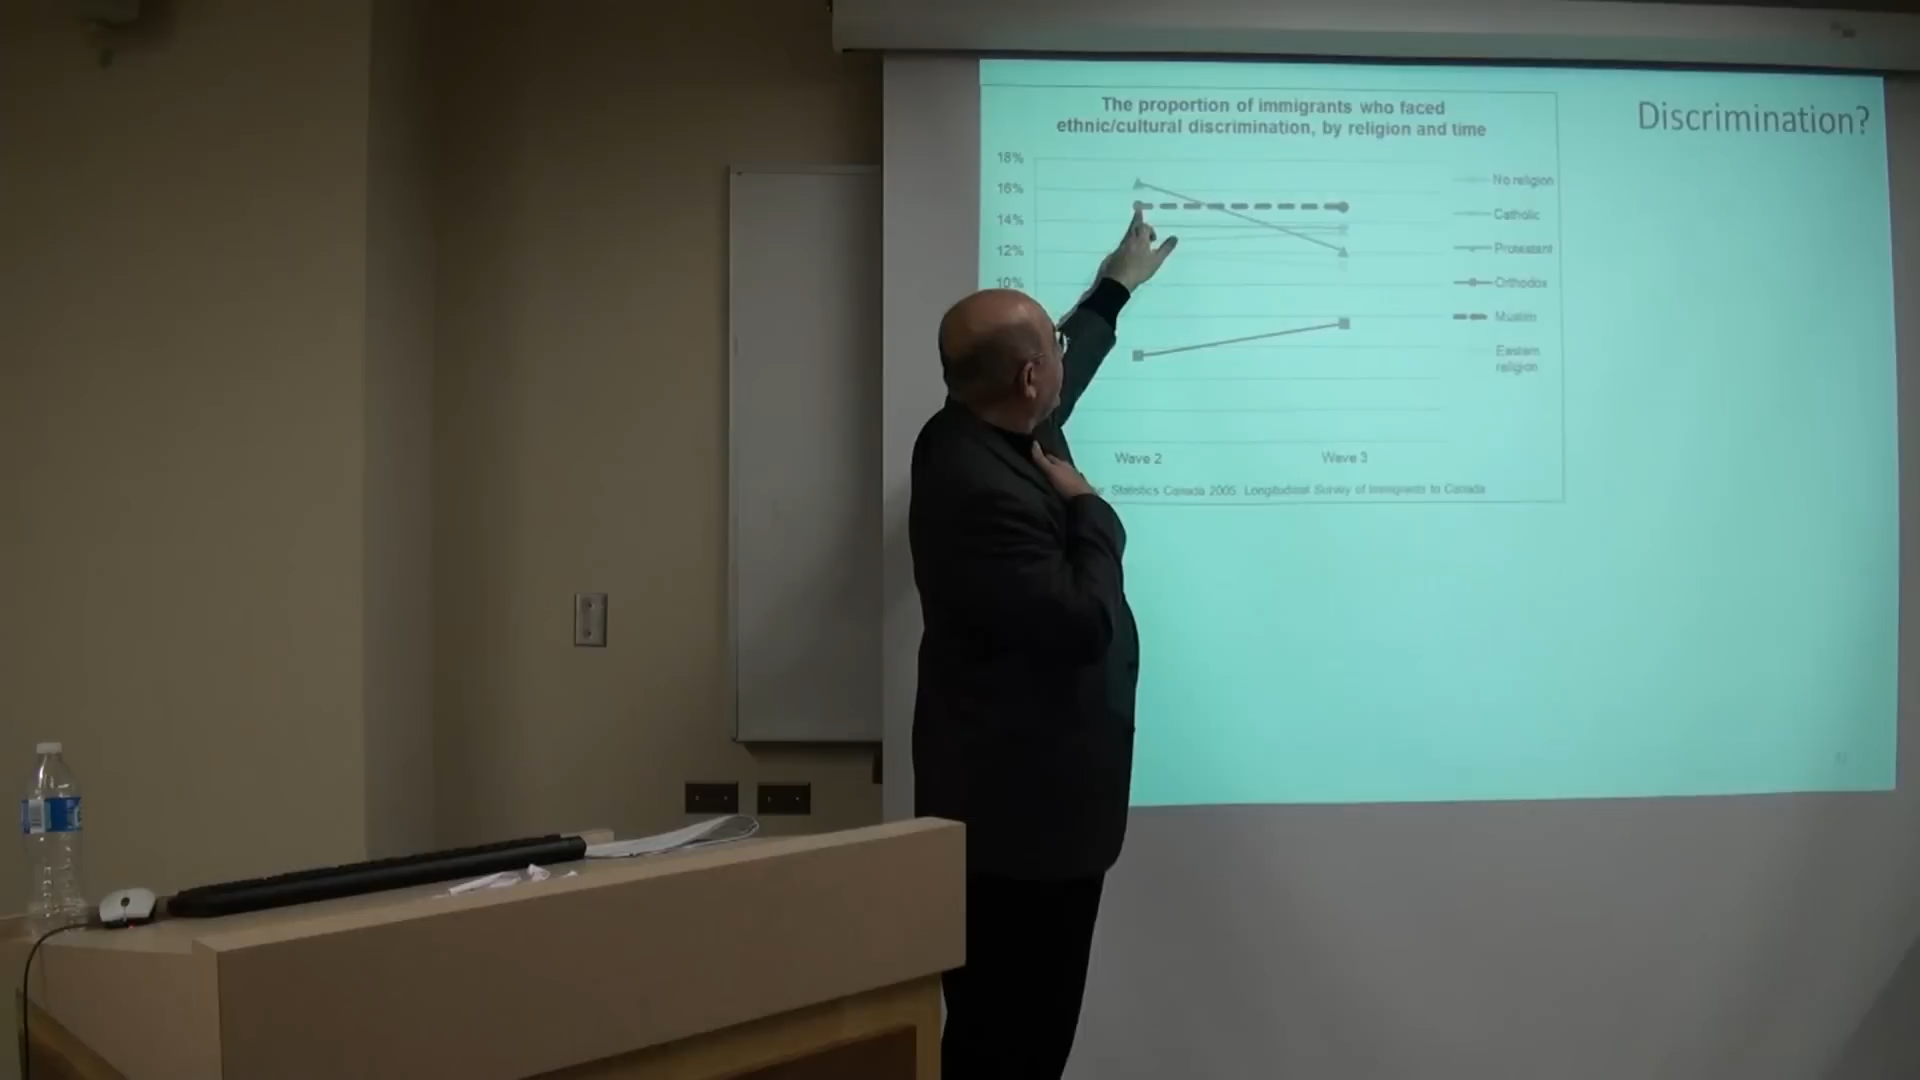 The proportion of immigrants who faced
ethnic/cultural discrimination, by religion and time
Discrimination?
18%
16%
14%
12%
10%
No religion
Catholic
Protestant
Orthodox
Muslim
Eastern
religion
Wave 2
Wave 3
Statistics Canada 2005. Longitudinal Survey of Immigrants to Canada